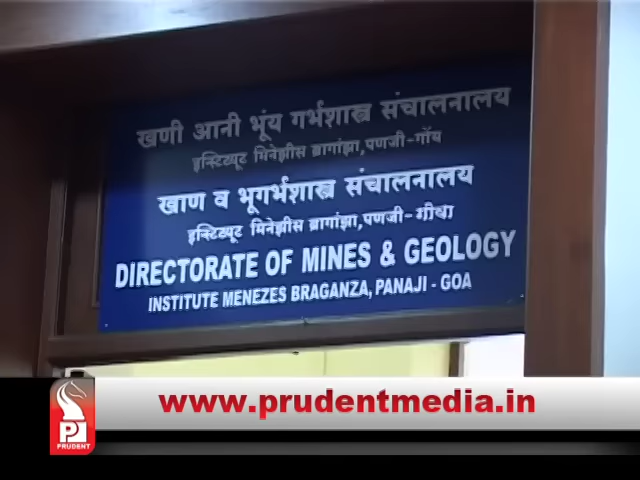 खणी आनी भूंय गर्भशास्त्र संचालनालय
इन्स्टिट्यूट मिनेझीस ब्रागांझा, पणजी-गोंय
खाण व भूगर्भशास्त्र संचालनालय
इन्स्टिट्यूट मिनेझीस ब्रागांझा, पणजी-गोवा
DIRECTORATE OF MINES & GEOLOGY
INSTITUTE MENEZES BRAGANZA, PANAJI - GOA
www.prudentmedia.in
PRUDENT